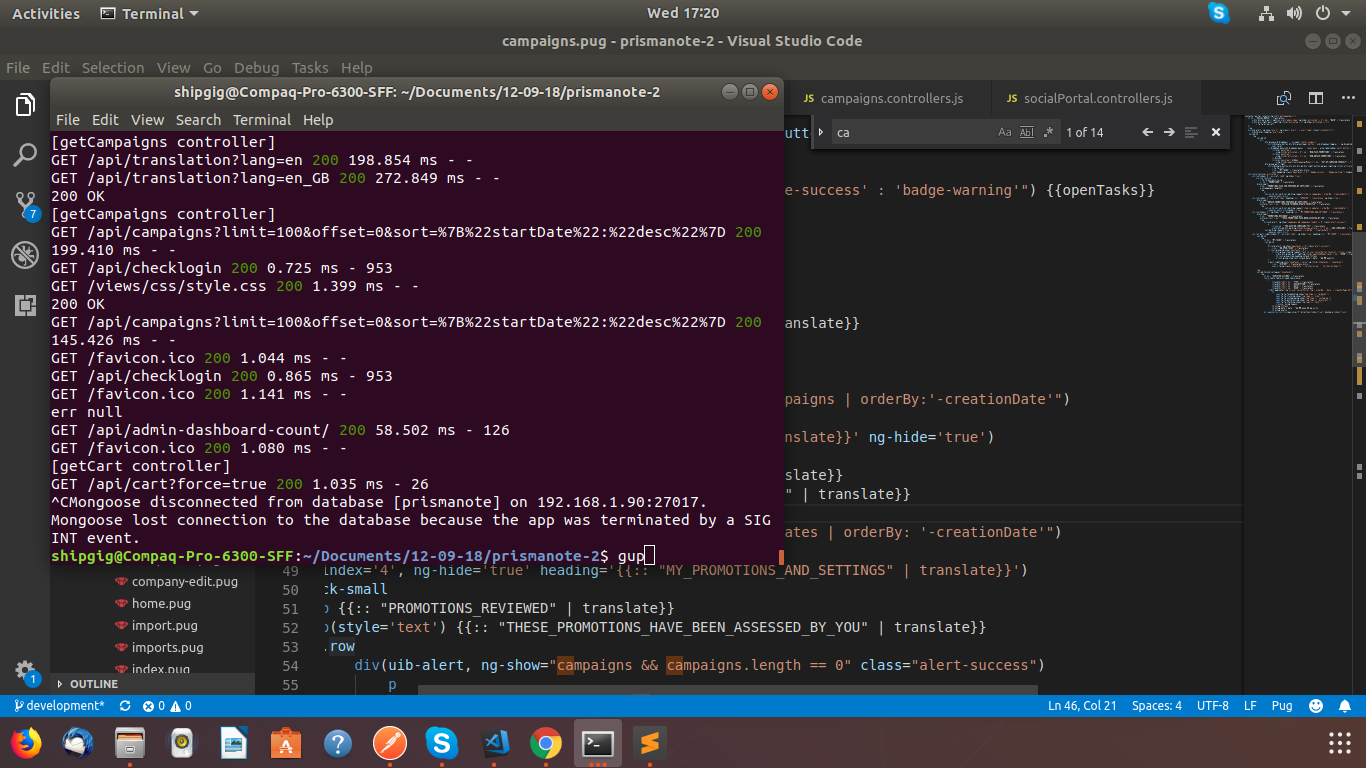 Activities
Terminal
Wed 17:20
campaigns.pug - prismanote-2 - Visual Studio Code
File Edit Selection View Go Debug Tasks Help
shipgig@Compaq-Pro-6300-SFF: ~/Documents/12-09-18/prismanote-2
File Edit View Search Terminal Help
[getCampaigns controller]
GET /api/translation?lang=en 200 198.854 ms - -
GET /api/translation?lang=en_GB 200 272.849 ms - -
200 OK
[getCampaigns controller]
GET /api/campaigns?limit=100&offset=0&sort=%7B%22startDate%22:%22desc%22%7D 200
199.410 ms - -
GET /api/checklogin 200 0.725 ms - 953
GET /views/css/style.css 200 1.399 ms - -
200 OK
GET /api/campaigns?limit=100&offset=0&sort=%7B%22startDate%22:%22desc%22%7D 200
145.426 ms - -
GET /favicon.ico 200 1.044 ms - -
GET /api/checklogin 200 0.865 ms - 953
GET /favicon.ico 200 1.141 ms - -
err null
GET /api/admin-dashboard-count/ 200 58.502 ms - 126
GET /favicon.ico 200 1.080 ms - -
[getCart controller]
GET /api/cart?force=true 200 1.035 ms - 26
^CMongoose disconnected from database [prismanote] on 192.168.1.90:27017.
Mongoose lost connection to the database because the app was terminated by a SIG
INT event.
shipgig@Compaq-Pro-6300-SFF:~/Documents/12-09-18/prismanote-2$ gup
JS campaigns.controllers.js
JS socialPortal.controllers.js
utt
ca
Aa Abl .*
1 of 14
e-success' : 'badge-warning'") {{openTasks}}
anslate}}
paigns | orderBy:'-creationDate'")
nslate}}' ng-hide='true')
slate}}
" | translate}}
ates | orderBy: '-creationDate'")
7
1
company-edit.pug
home.pug
import.pug
imports.pug
index.pug
OUTLINE
49 index='4', ng-hide='true' heading='{{:: "MY_PROMOTIONS_AND_SETTINGS" | translate}}')
50 ck-small
51 {{:: "PROMOTIONS_REVIEWED" | translate}}
52 (style='text') {{:: "THESE_PROMOTIONS_HAVE_BEEN_ASSESSED_BY_YOU" | translate}}
53 .row
54 div(uib-alert, ng-show="campaigns && campaigns.length == 0" class="alert-success")
55 p
development* 0 0
Ln 46, Col 21 Spaces: 4 UTF-8 LF Pug